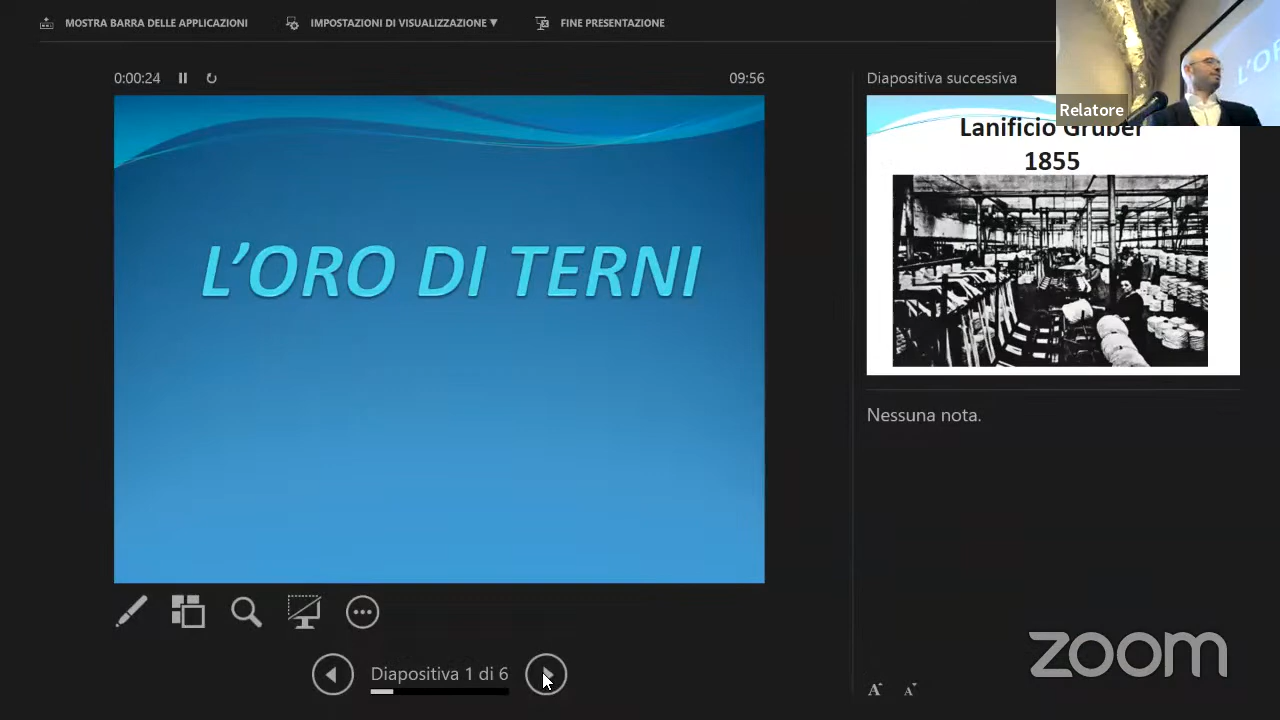 MOSTRA BARRA DELLE APPLICAZIONI
IMPOSTAZIONI DI VISUALIZZAZIONE ▼
FINE PRESENTAZIONE
0:00:24
09:56
L'ORO DI TERNI
Diapositiva successiva
Relatore
L'OR
Lanificio Gruber
1855
Nessuna nota.
Diapositiva 1 di 6
A
A
zoom